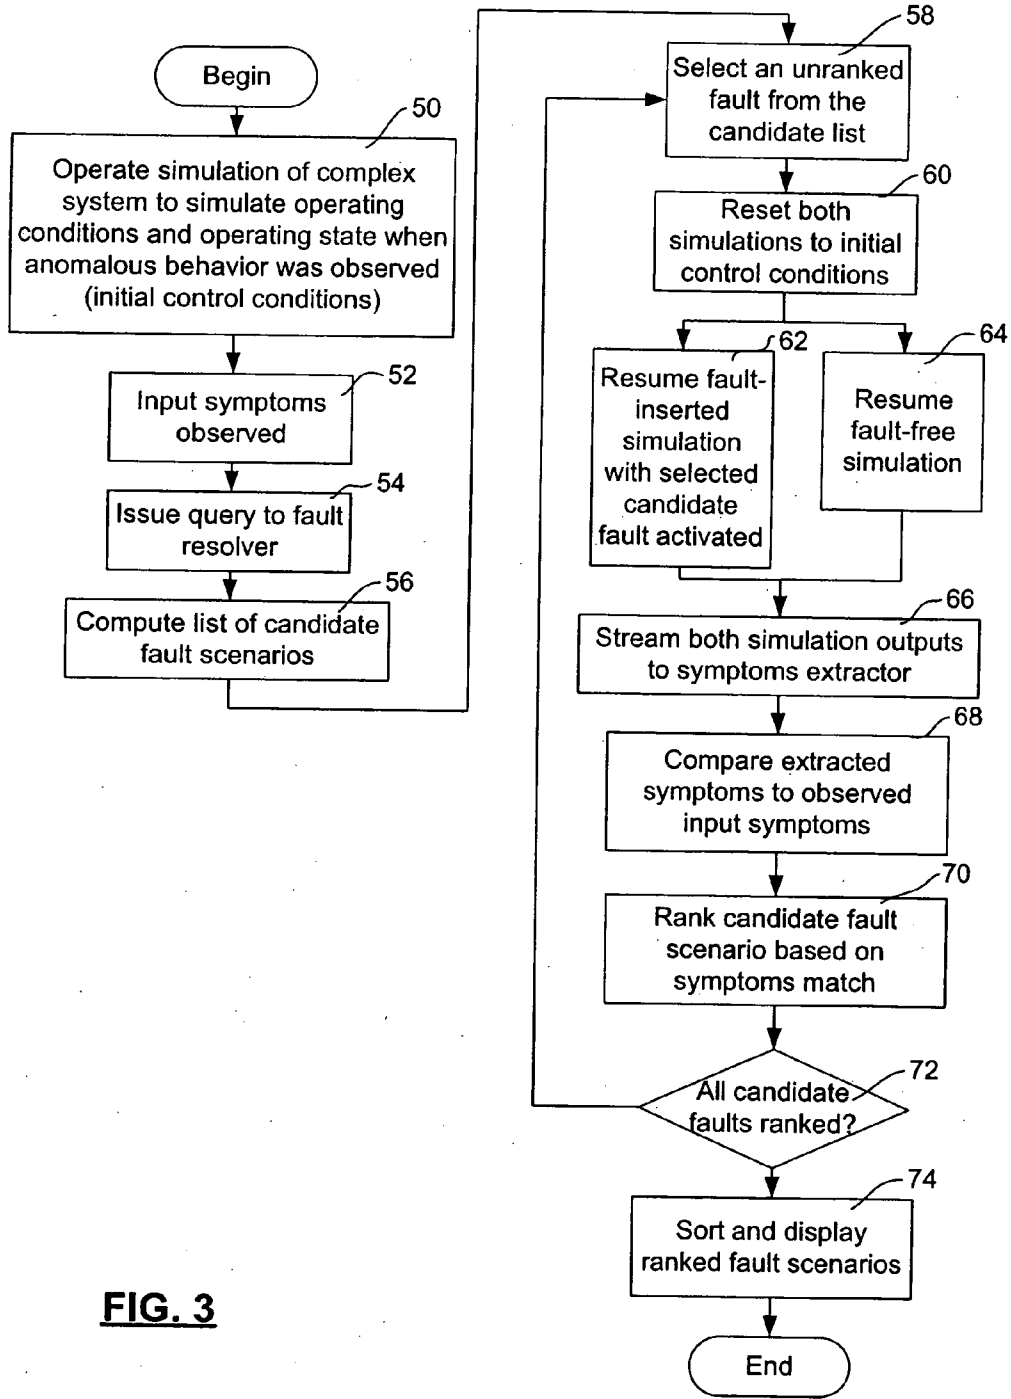 Begin
50
Operate simulation of complex
system to simulate operating
conditions and operating state when
anomalous behavior was observed
(initial control conditions)
52
Input symptoms
observed
54
Issue query to fault
resolver
56
Compute list of candidate
fault scenarios
58
Select an unranked
fault from the
candidate list
60
Reset both
simulations to initial
control conditions
62
Resume fault-
inserted
simulation
with selected
candidate
fault activated
64
Resume
fault-free
simulation
66
Stream both simulation outputs
to symptoms extractor
68
Compare extracted
symptoms to observed
input symptoms
70
Rank candidate fault
scenario based on
symptoms match
72
All candidate
faults ranked?
74
Sort and display
ranked fault scenarios
End
FIG. 3